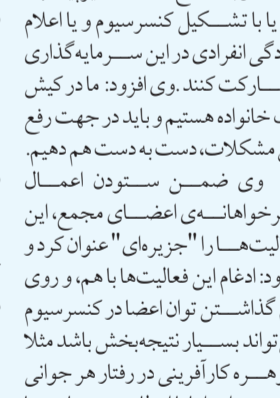 یا با تشکیل کنسرسیوم و یا اعلام
دگی انفرادی در این سرمایه‌گذاری
ـارکت کنند.وی افزود: ما در کیش
خانواده هستیم و باید در جهت رفع
مشکلات، دست به دست هم دهیم.
وی ضمن ستودن اعمال
رخواهانه‌ی اعضای مجمع، این
لیت‌ها را "جزیره‌ای" عنوان کرد و
ود: ادغام این فعالیت‌ها با هم، و روی
گذاشتن توان اعضا در کنسرسیوم
تواند بسیار نتیجه‌بخش باشد مثلا
هره کارآفرینی در رفتار هر جوانی